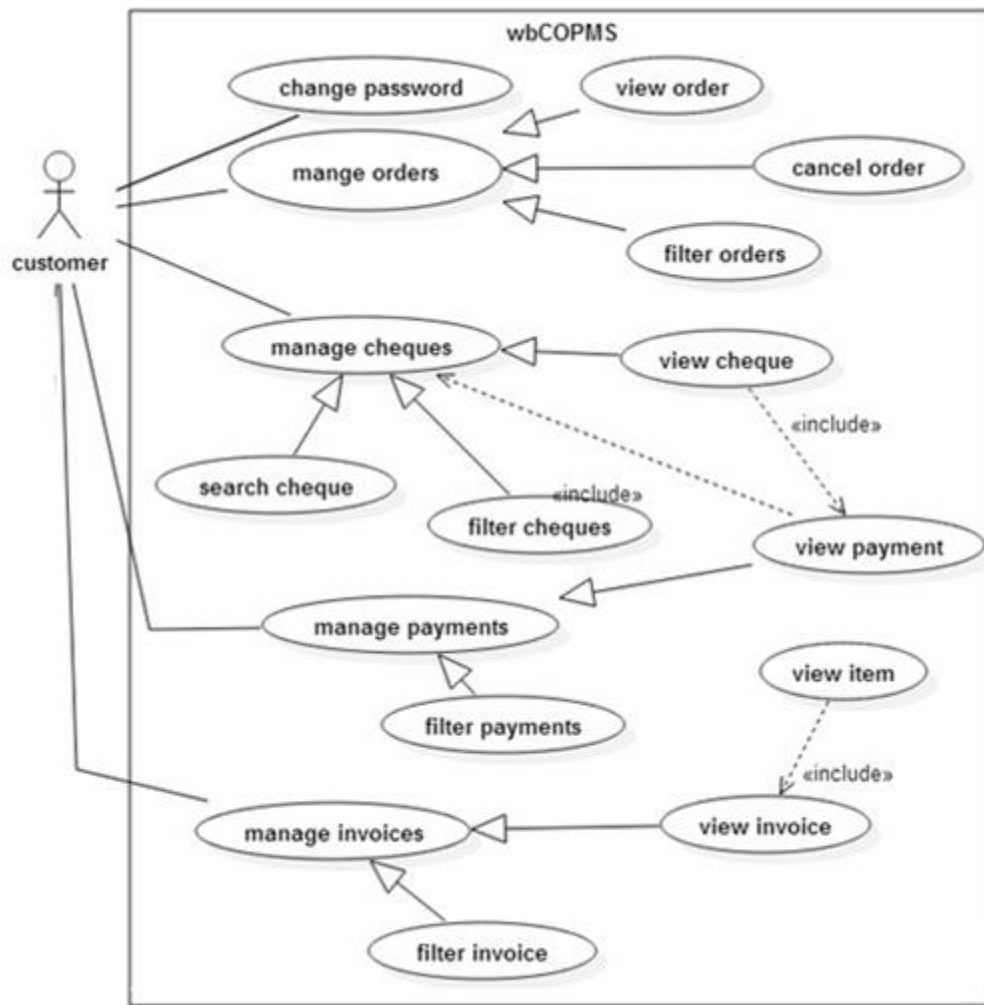 wbCOPMS
change password
view order
mange orders
cancel order
customer
filter orders
manage cheques
view cheque
«include»
search cheque
«include»
filter cheques
view payment
manage payments
view item
filter payments
«include»
manage invoices
view invoice
filter invoice